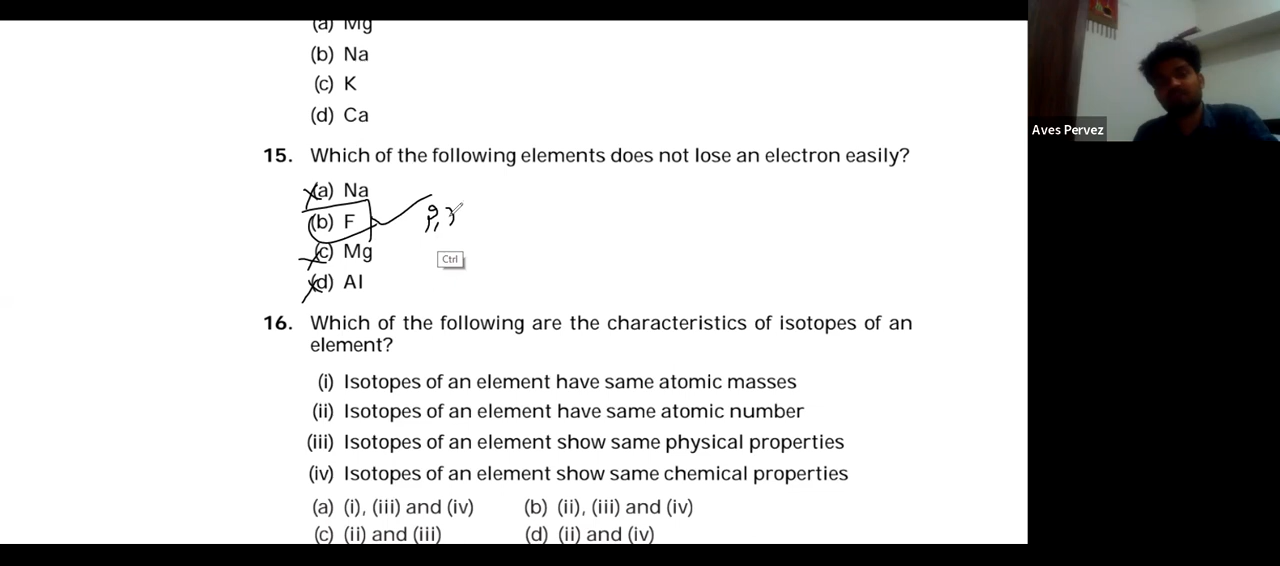 (a) Mg
(b) Na
(c) K
(d) Ca
15. Which of the following elements does not lose an electron easily?
(a) Na
(b) F
(c) Mg
(d) Al
Ctrl
16. Which of the following are the characteristics of isotopes of an
element?
(i) Isotopes of an element have same atomic masses
(ii) Isotopes of an element have same atomic number
(iii) Isotopes of an element show same physical properties
(iv) Isotopes of an element show same chemical properties
(a) (i), (iii) and (iv) (b) (ii), (iii) and (iv)
(c) (ii) and (iii) (d) (ii) and (iv)
Aves Pervez